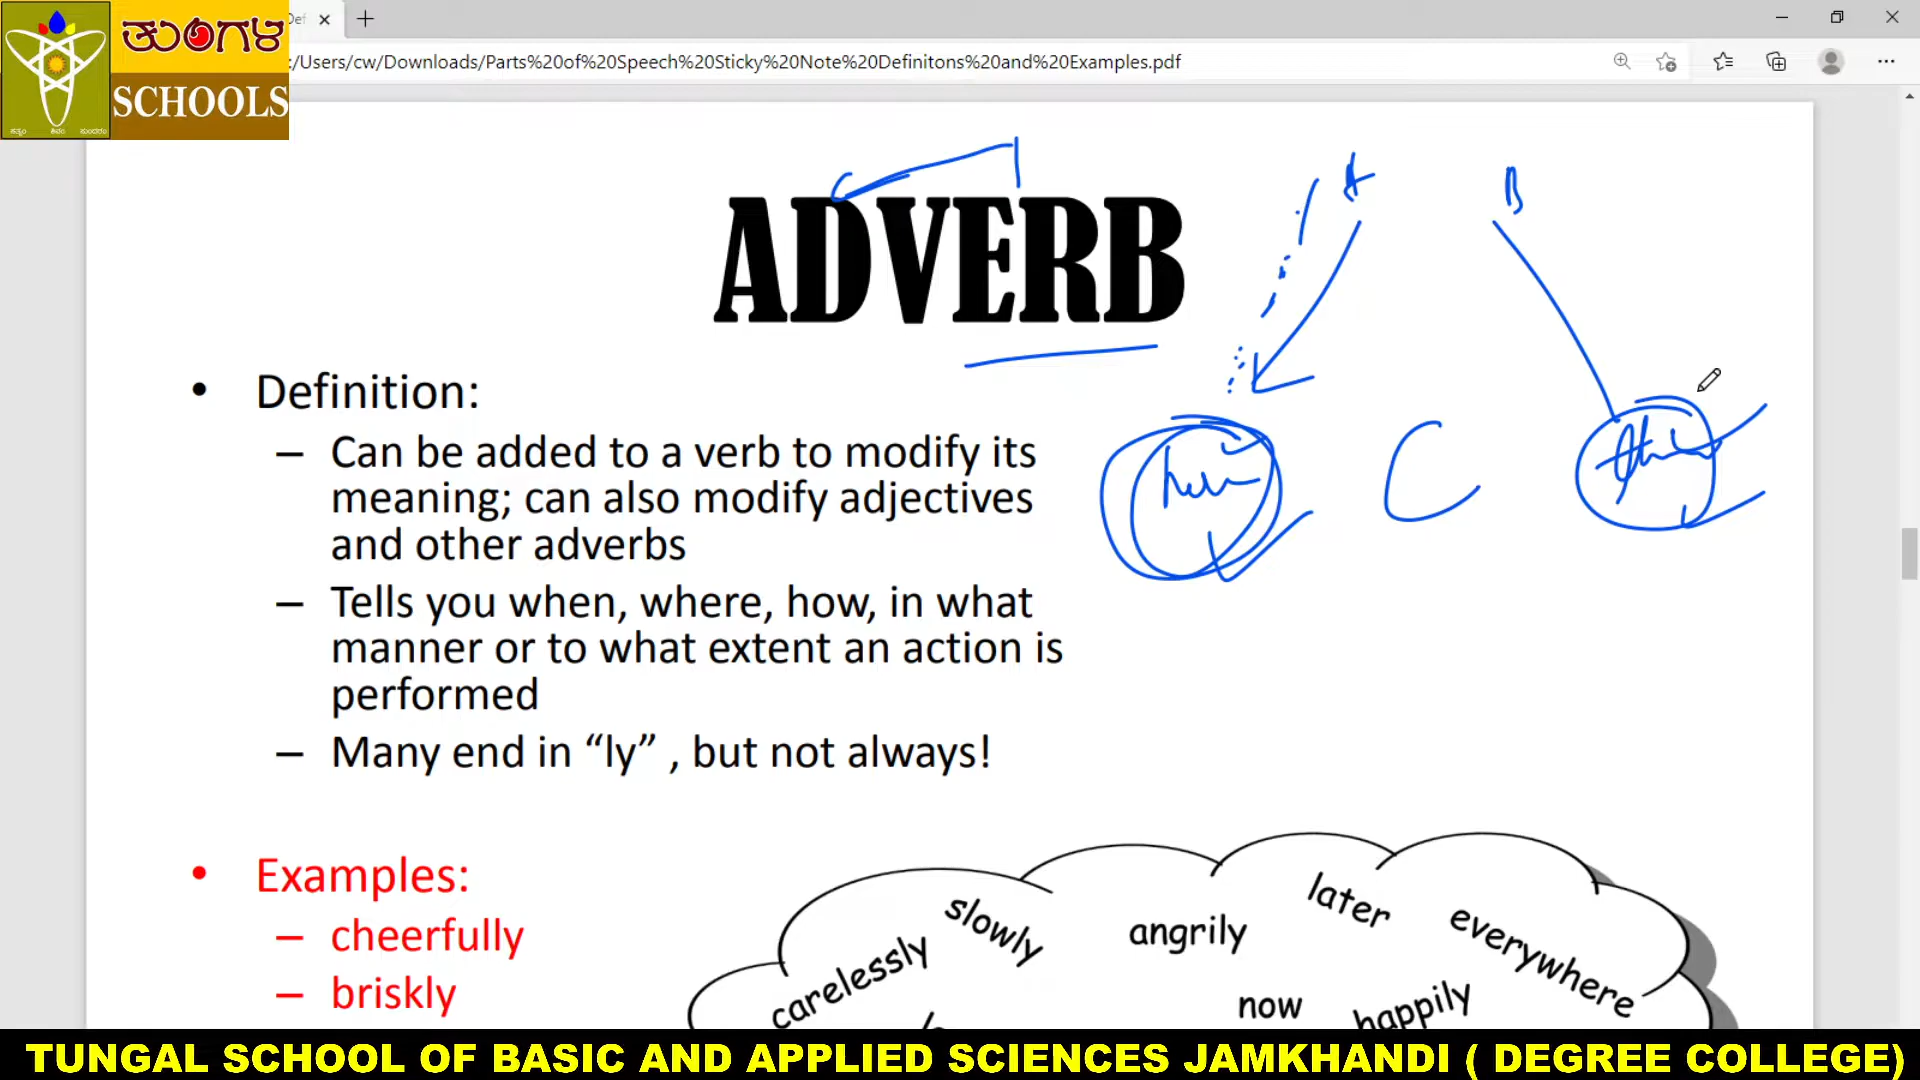 Def
:/Users/cw/Downloads/Parts%20of%20Speech%20Sticky%20Note%20Definitons%20and%20Examples.pdf
ತುಂಗಳ
SCHOOLS
ಸತ್ಯಂ ಶಿವಂ ಸುಂದರಂ
A B
ADVERB
• Definition:
– Can be added to a verb to modify its
meaning; can also modify adjectives
and other adverbs
– Tells you when, where, how, in what
manner or to what extent an action is
performed
– Many end in “ly” , but not always!
C
• Examples:
– cheerfully
– briskly
carelessly
slowly
angrily
later
everywhere
now
happily
TUNGAL SCHOOL OF BASIC AND APPLIED SCIENCES JAMKHANDI ( DEGREE COLLEGE)